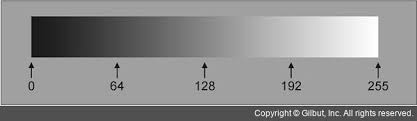 0 64 128 192 255
Copyright © Gilbut, Inc. All rights reserved.